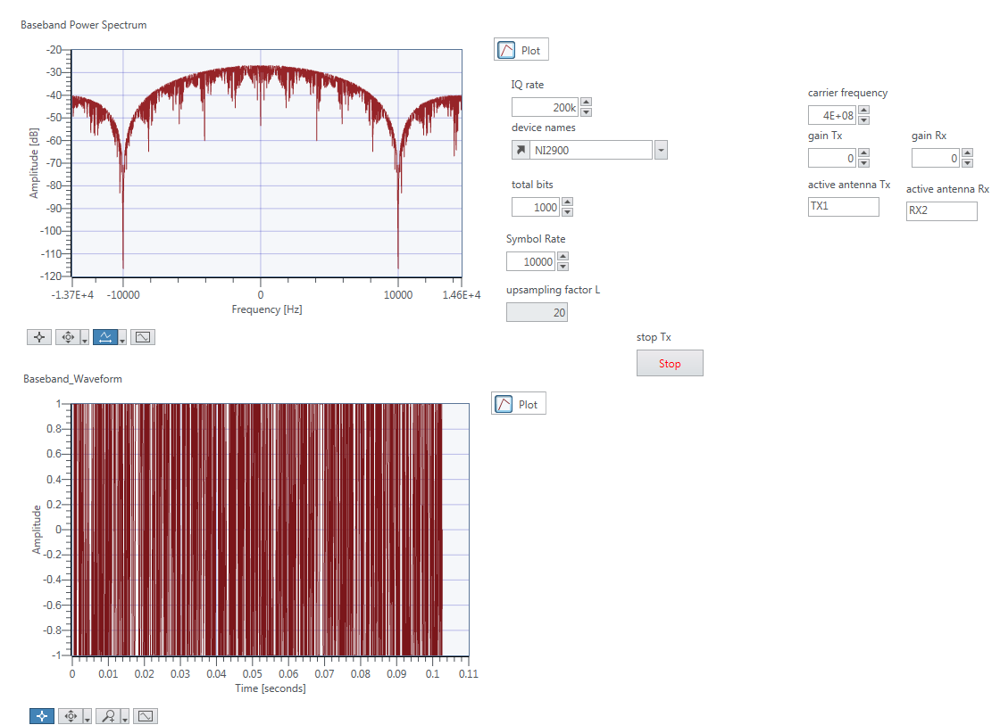 Baseband Power Spectrum
-20
-30
-40
-50
-60
-70
-80
-90
-100
-110
-120
Amplitude [dB]
-1.37E+4 -10000 0 10000 1.46E+4
Frequency [Hz]
Plot
IQ rate
200k
device names
NI2900
total bits
1000
Symbol Rate
10000
upsampling factor L
20
carrier frequency
4E+08
gain Tx
0
gain Rx
0
active antenna Tx
TX1
active antenna Rx
RX2
stop Tx
Stop
Baseband_Waveform
1
0.8
0.6
0.4
0.2
0
-0.2
-0.4
-0.6
-0.8
-1
Amplitude
0 0.01 0.02 0.03 0.04 0.05 0.06 0.07 0.08 0.09 0.1 0.11
Time [seconds]
Plot